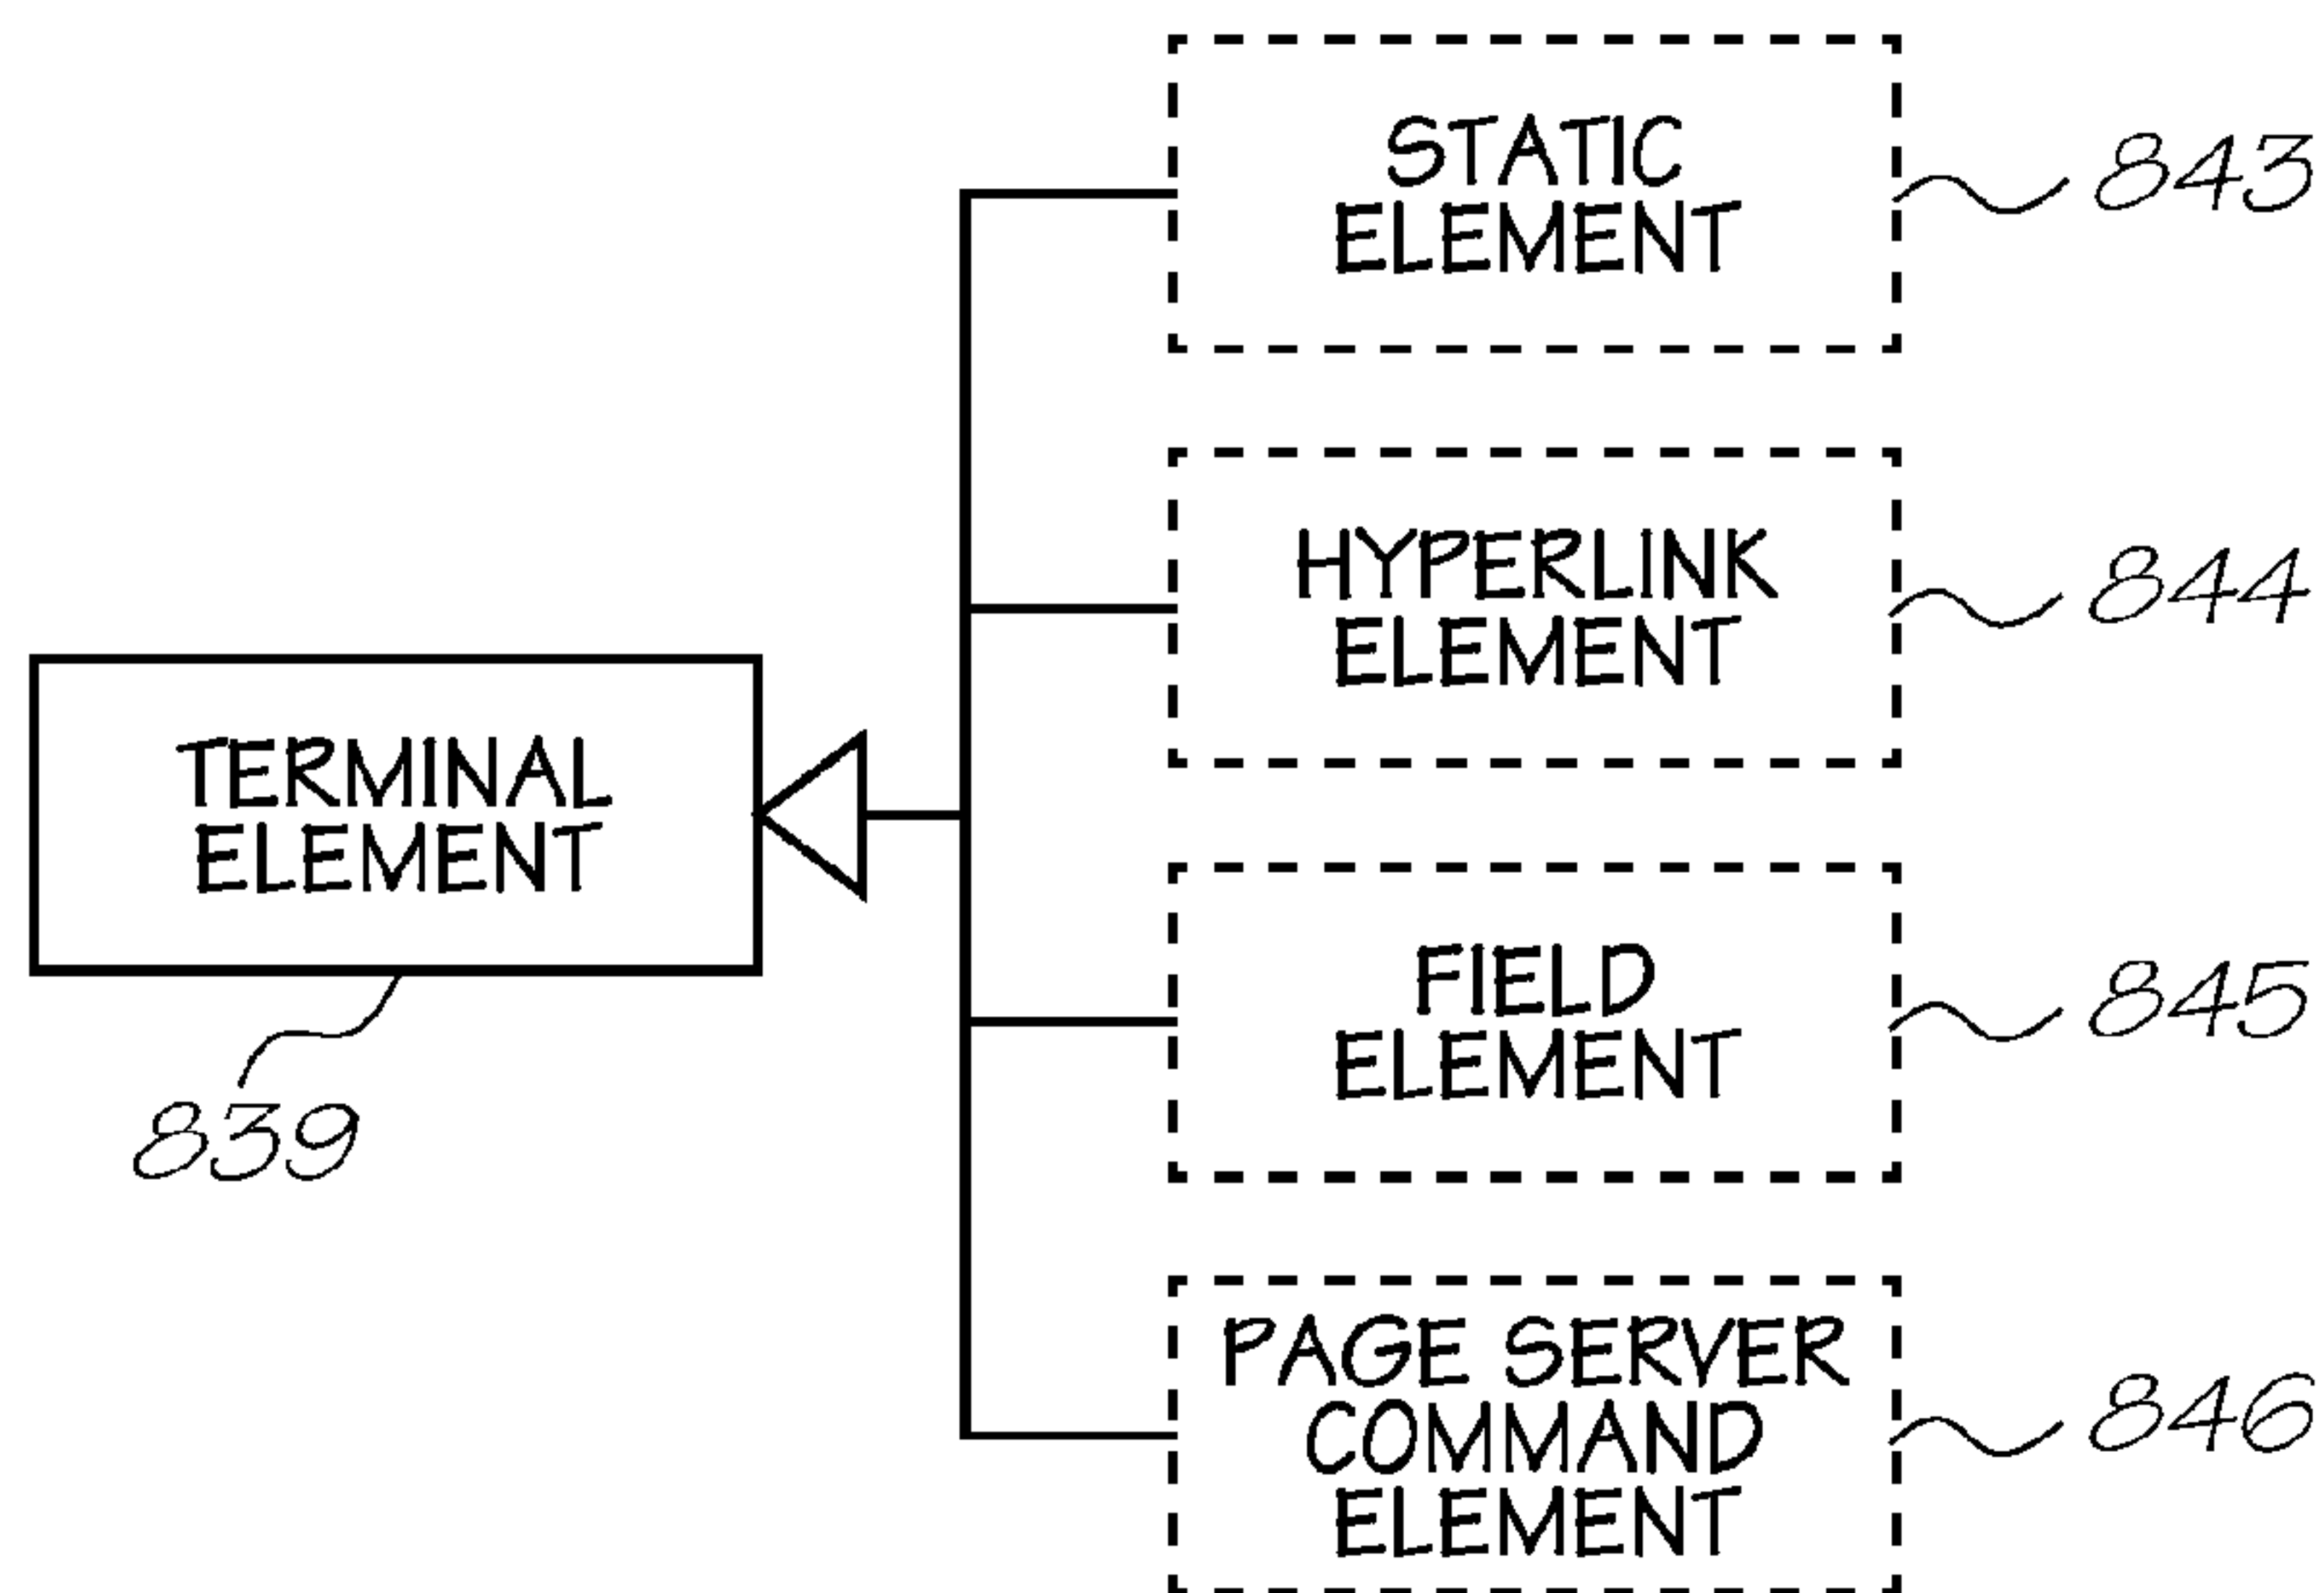 STATIC
ELEMENT
843
HYPERLINK
ELEMENT
844
TERMINAL
ELEMENT
839
FIELD
ELEMENT
845
PAGE SERVER
COMMAND
ELEMENT
846